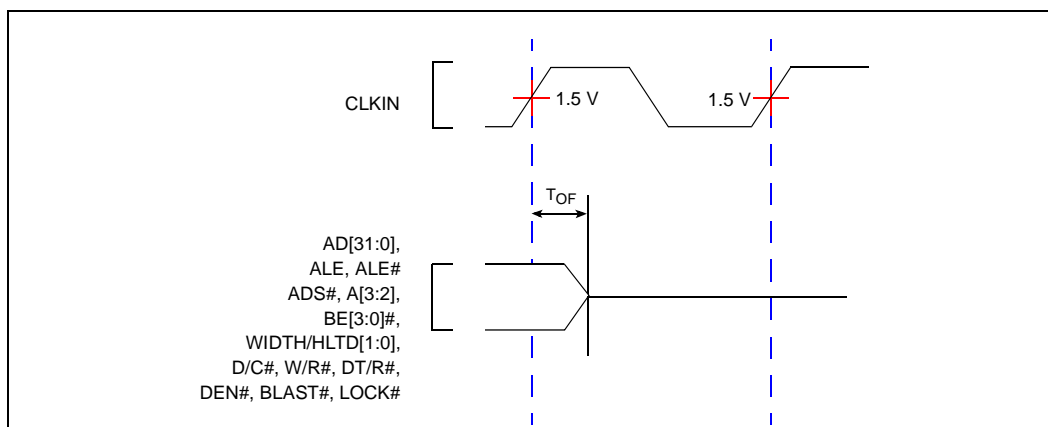 CLKIN
1.5 V
1.5 V
TOF
AD[31:0],
ALE, ALE#
ADS#, A[3:2],
BE[3:0]#,
WIDTH/HLTD[1:0],
D/C#, W/R#, DT/R#,
DEN#, BLAST#, LOCK#